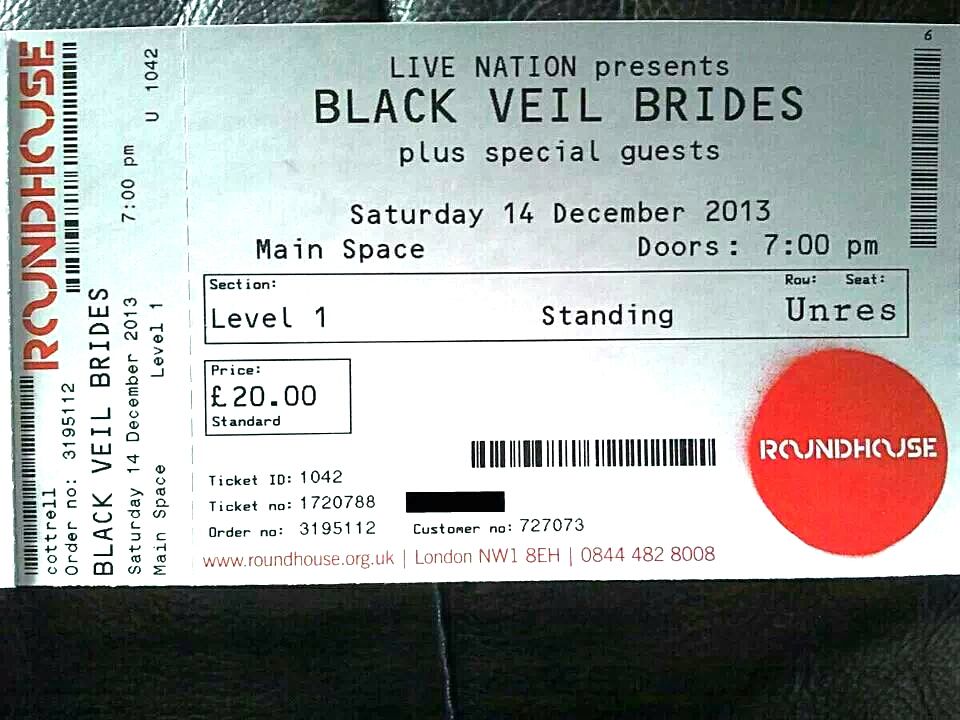 ROUNDHOUSE
cottrell
Order no: 3195112
BLACK VEIL BRIDES
Saturday 14 December 2013 7:00 pm
Main Space Level 1 U 1042
6
LIVE NATION presents
BLACK VEIL BRIDES
plus special guests
Saturday 14 December 2013
Main Space Doors: 7:00 pm
Section: Row: Seat:
Level 1 Standing Unres
Price:
£20.00
Standard
ROUNDHOUSE
Ticket ID: 1042
Ticket no: 1720788
Order no: 3195112 Customer no: 727073
www.roundhouse.org.uk | London NW1 8EH | 0844 482 8008